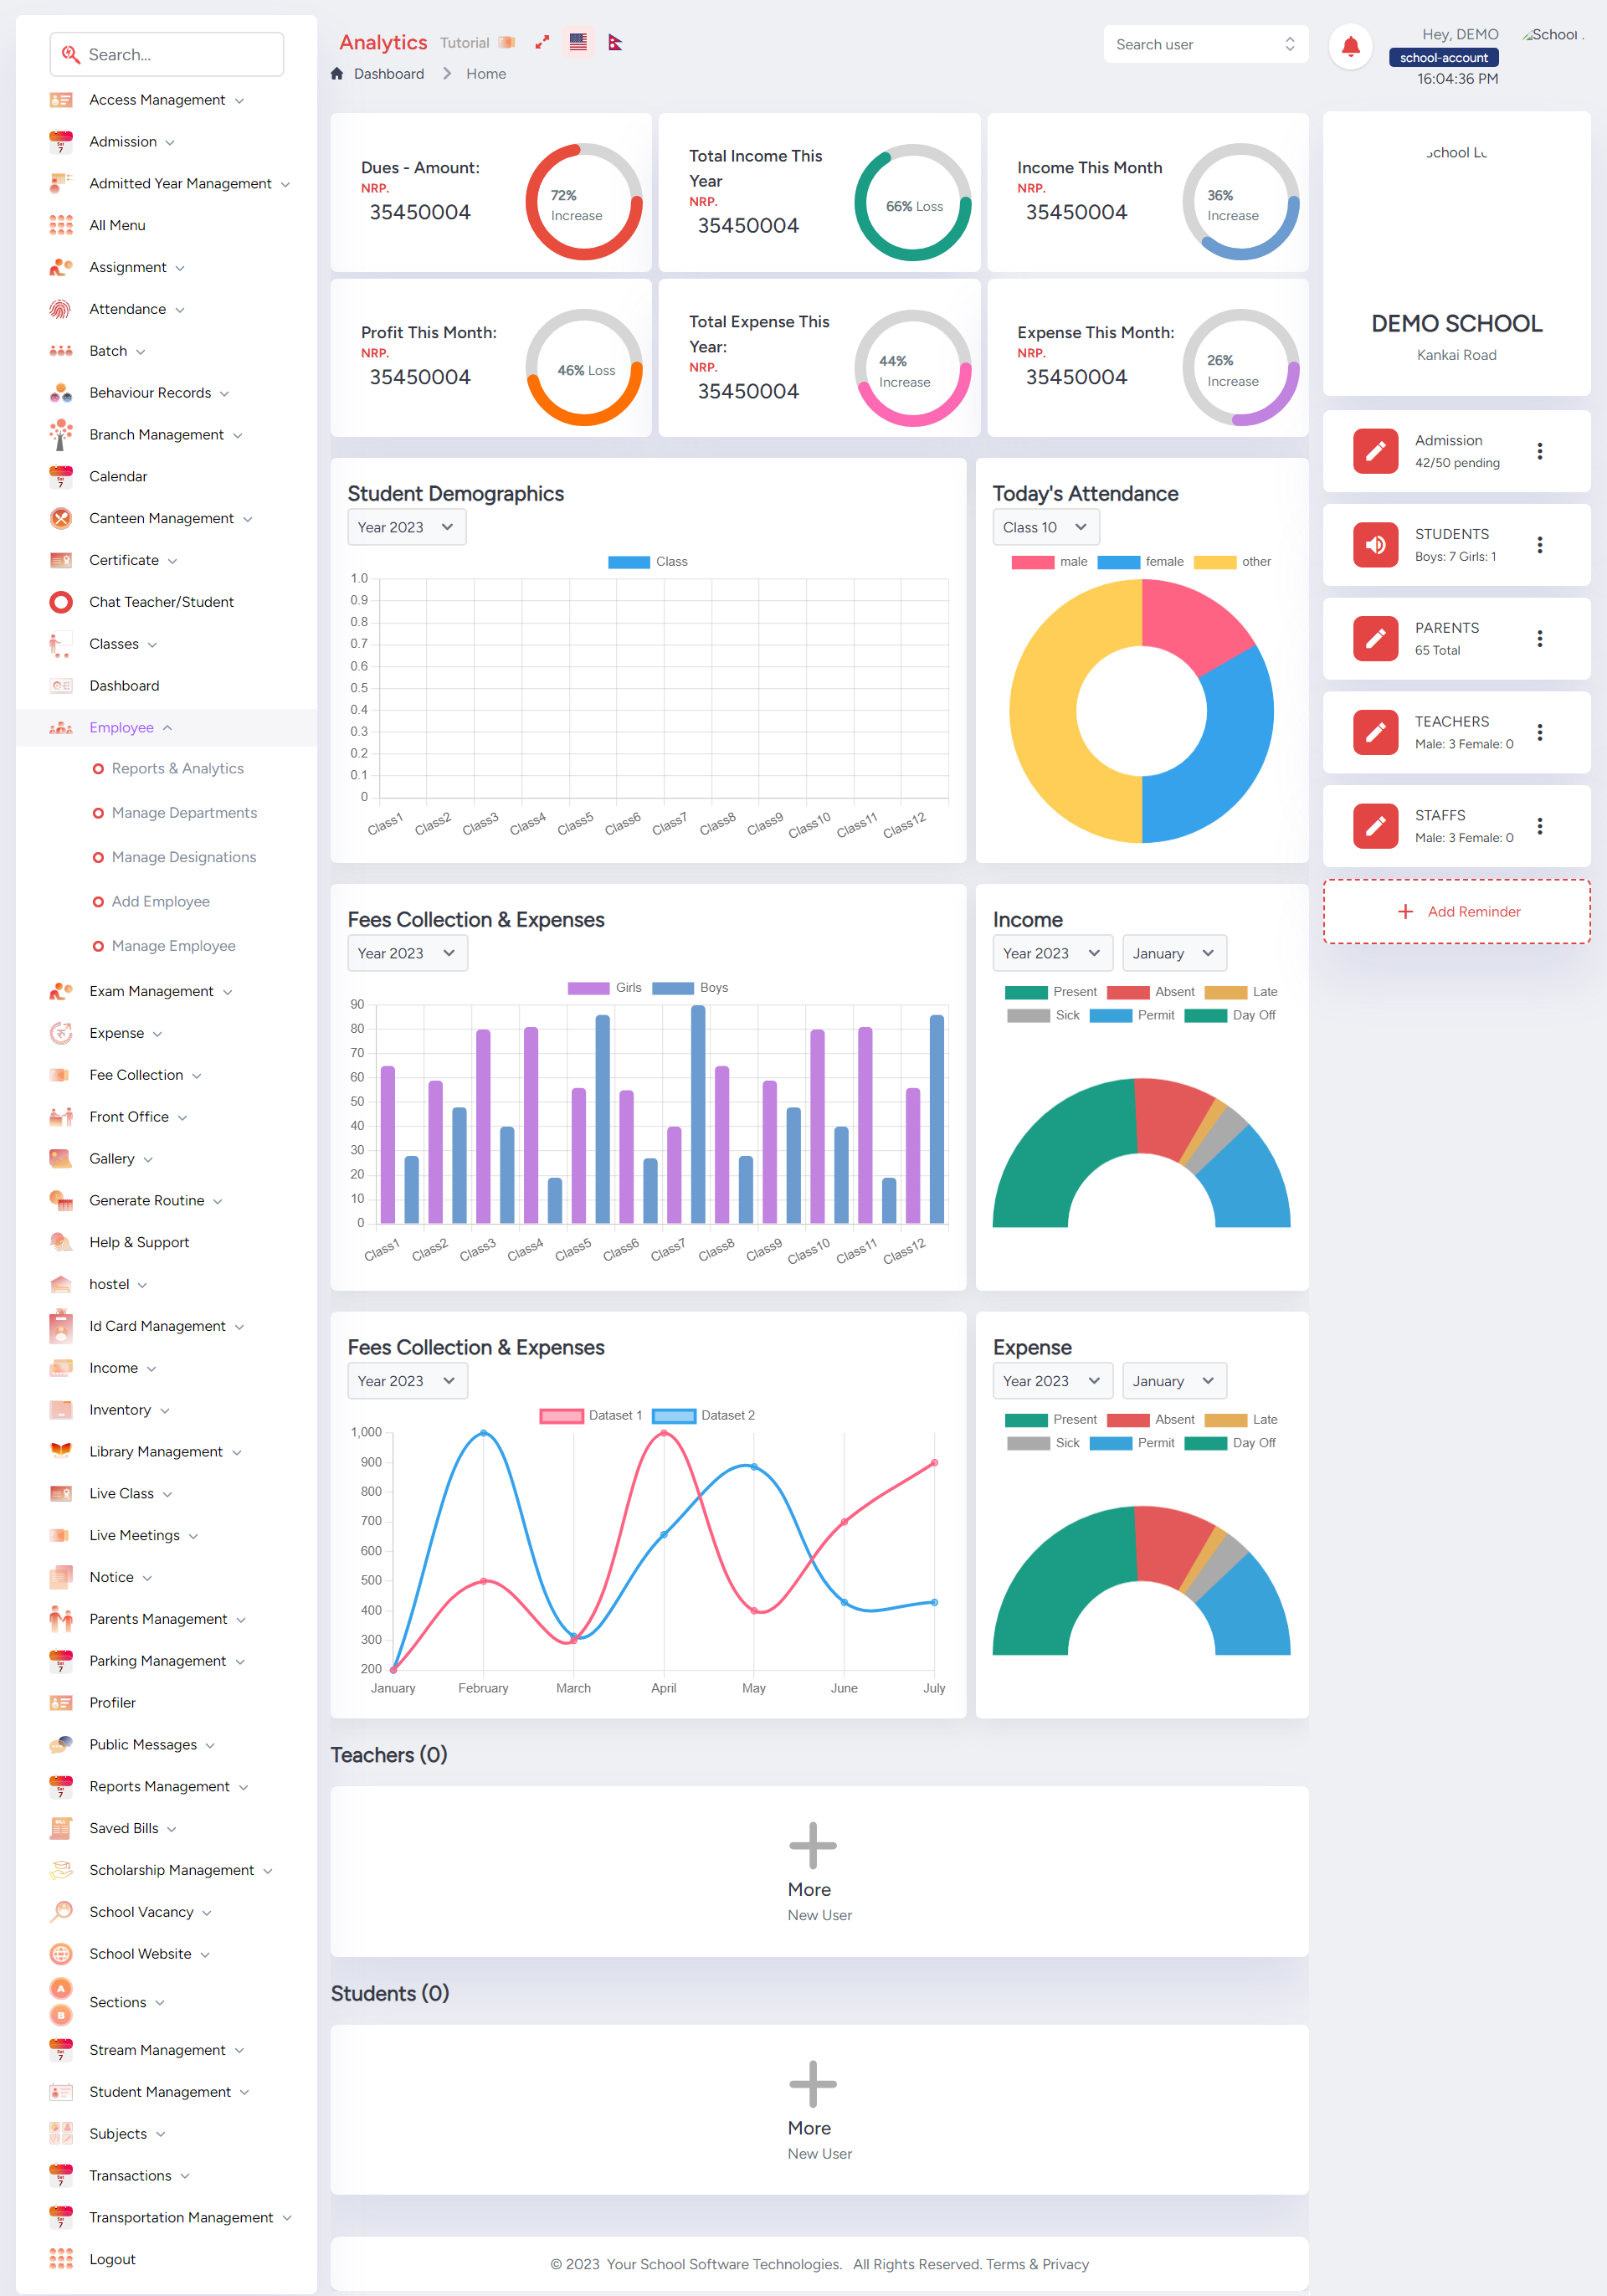 Search...
Access Management
Admission
Admitted Year Management
All Menu
Assignment
Attendance
Batch
Behaviour Records
Branch Management
Calendar
Canteen Management
Certificate
Chat Teacher/Student
Classes
Dashboard
Employee
Reports & Analytics
Manage Departments
Manage Designations
Add Employee
Manage Employee
Exam Management
Expense
Fee Collection
Front Office
Gallery
Generate Routine
Help & Support
hostel
Id Card Management
Income
Inventory
Library Management
Live Class
Live Meetings
Notice
Parents Management
Parking Management
Profiler
Public Messages
Reports Management
Saved Bills
Scholarship Management
School Vacancy
School Website
A
B
Sections
Stream Management
Student Management
Subjects
Transactions
Transportation Management
Logout
Analytics Tutorial
Dashboard Home
Search user
Hey, DEMO
school-account
16:04:36 PM
School
Dues - Amount:
NRP.
35450004
72%
Increase
Total Income This
Year
NRP.
35450004
66% Loss
Income This Month
NRP.
35450004
36%
Increase
Profit This Month:
NRP.
35450004
46% Loss
Total Expense This
Year:
NRP.
35450004
44%
Increase
Expense This Month:
NRP.
35450004
26%
Increase
Student Demographics
Year 2023
Class
1.0
0.9
0.8
0.7
0.6
0.5
0.4
0.3
0.2
0.1
0
Class1 Class2 Class3 Class4 Class5 Class6 Class7 Class8 Class9 Class10 Class11 Class12
Today's Attendance
Class 10
male female other
Fees Collection & Expenses
Year 2023
Girls Boys
90
80
70
60
50
40
30
20
10
0
Class1 Class2 Class3 Class4 Class5 Class6 Class7 Class8 Class9 Class10 Class11 Class12
Income
Year 2023 January
Present Absent Late
Sick Permit Day Off
Fees Collection & Expenses
Year 2023
Dataset 1 Dataset 2
1,000
900
800
700
600
500
400
300
200
January February March April May June July
Expense
Year 2023 January
Present Absent Late
Sick Permit Day Off
Teachers (0)
More
New User
Students (0)
More
New User
© 2023 Your School Software Technologies. All Rights Reserved. Terms & Privacy
DEMO SCHOOL
Kankai Road
Admission
42/50 pending
STUDENTS
Boys: 7 Girls: 1
PARENTS
65 Total
TEACHERS
Male: 3 Female: 0
STAFFS
Male: 3 Female: 0
Add Reminder